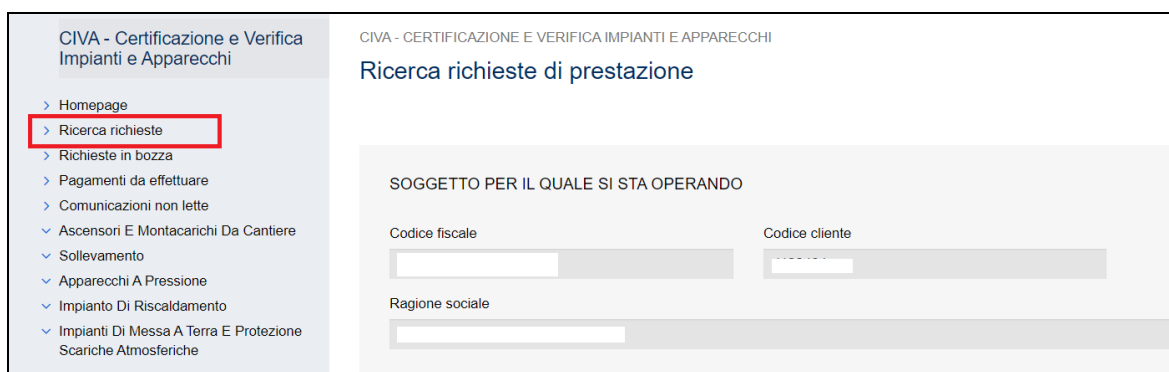 CIVA - Certificazione e Verifica
Impianti e Apparecchi
Homepage
Ricerca richieste
Richieste in bozza
Pagamenti da effettuare
Comunicazioni non lette
Ascensori E Montacarichi Da Cantiere
Sollevamento
Apparecchi A Pressione
Impianto Di Riscaldamento
Impianti Di Messa A Terra E Protezione
Scariche Atmosferiche
CIVA - CERTIFICAZIONE E VERIFICA IMPIANTI E APPARECCHI
Ricerca richieste di prestazione
SOGGETTO PER IL QUALE SI STA OPERANDO
Codice fiscale
Codice cliente
Ragione sociale